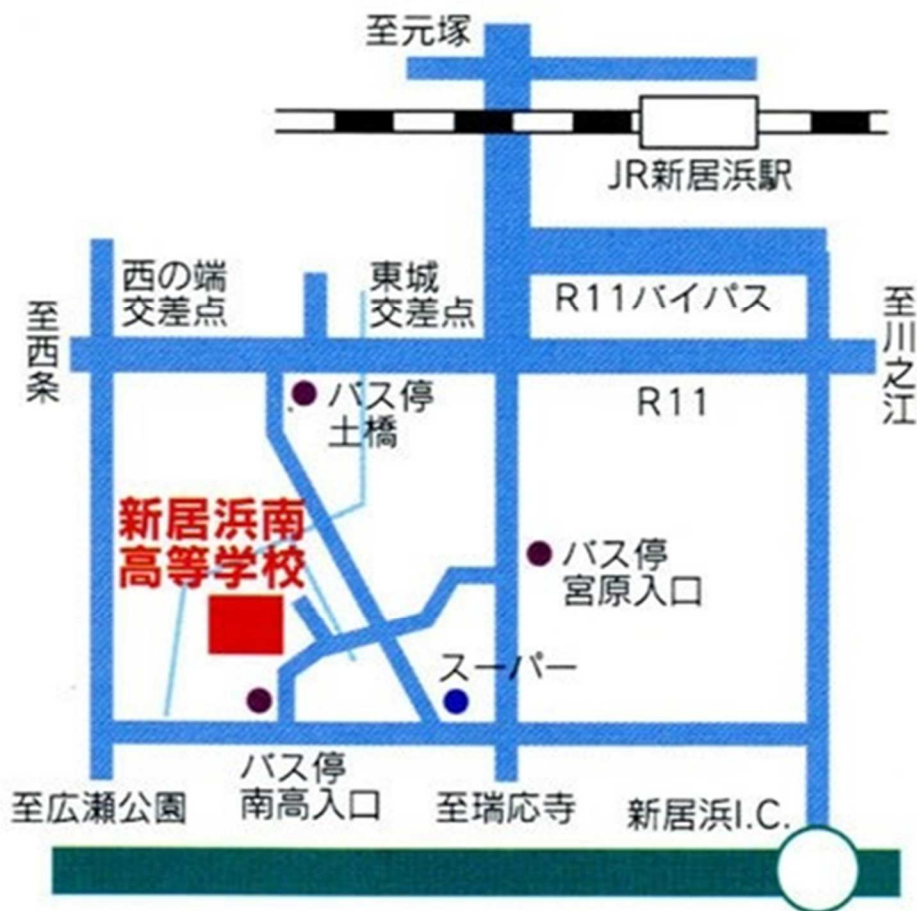 至元塚
JR新居浜駅
西の端
交差点
東城
交差点
R11バイパス
至西条
至川之江
R11
バス停
土橋
新居浜南
高等学校
バス停
宮原入口
スーパー
バス停
南高入口
至広瀬公園
至瑞応寺
新居浜I.C.